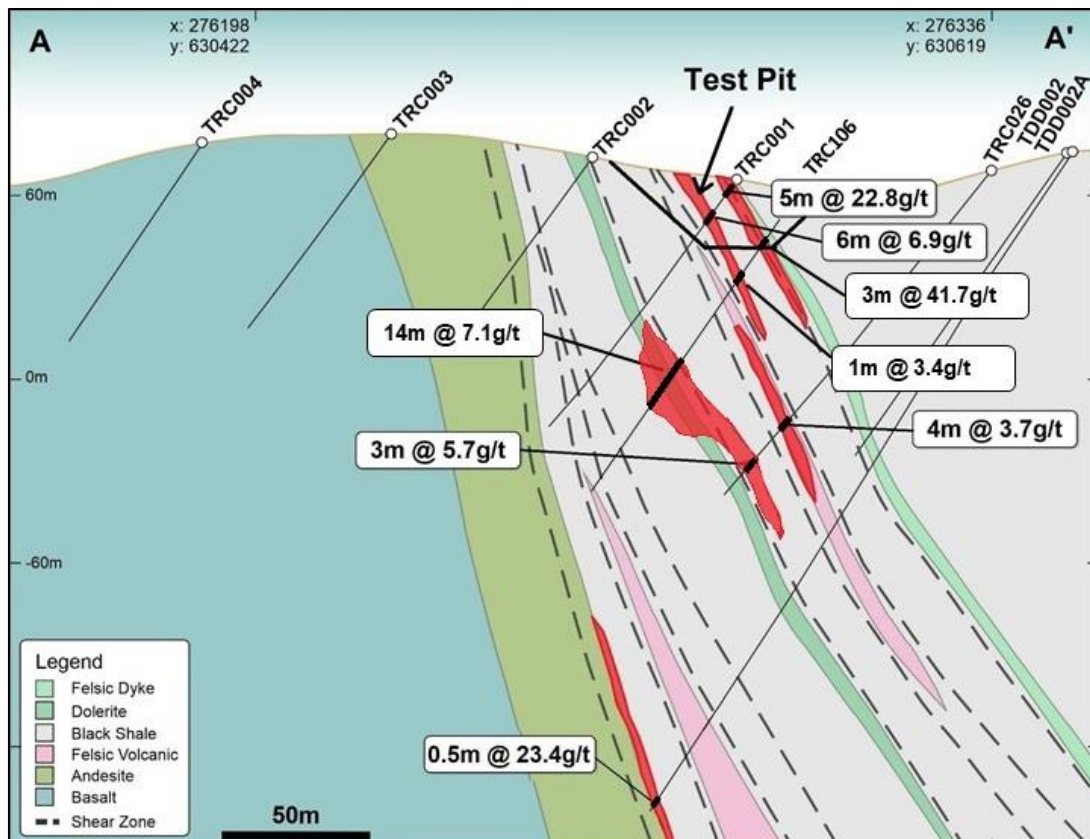 A
x: 276198
y: 630422
x: 276336
y: 630619
A'
Test Pit
TRC004
TRC003
TRC002
TRC001
TRC106
TRC026
TDD002
TDD002A
60m
0m
-60m
5m @ 22.8g/t
6m @ 6.9g/t
3m @ 41.7g/t
14m @ 7.1g/t
1m @ 3.4g/t
4m @ 3.7g/t
3m @ 5.7g/t
0.5m @ 23.4g/t
Legend
Felsic Dyke
Dolerite
Black Shale
Felsic Volcanic
Andesite
Basalt
Shear Zone
50m